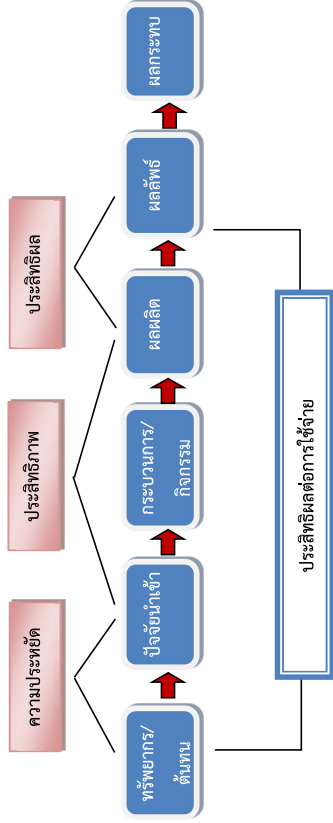 ความประหยัด
ประสิทธิภาพ
ประสิทธิผล
ทรัพยากร/
ต้นทุน
ปัจจัยนำเข้า
กระบวนการ/
กิจกรรม
ผลผลิต
ผลลัพธ์
ผลกระทบ
ประสิทธิผลต่อการใช้จ่าย